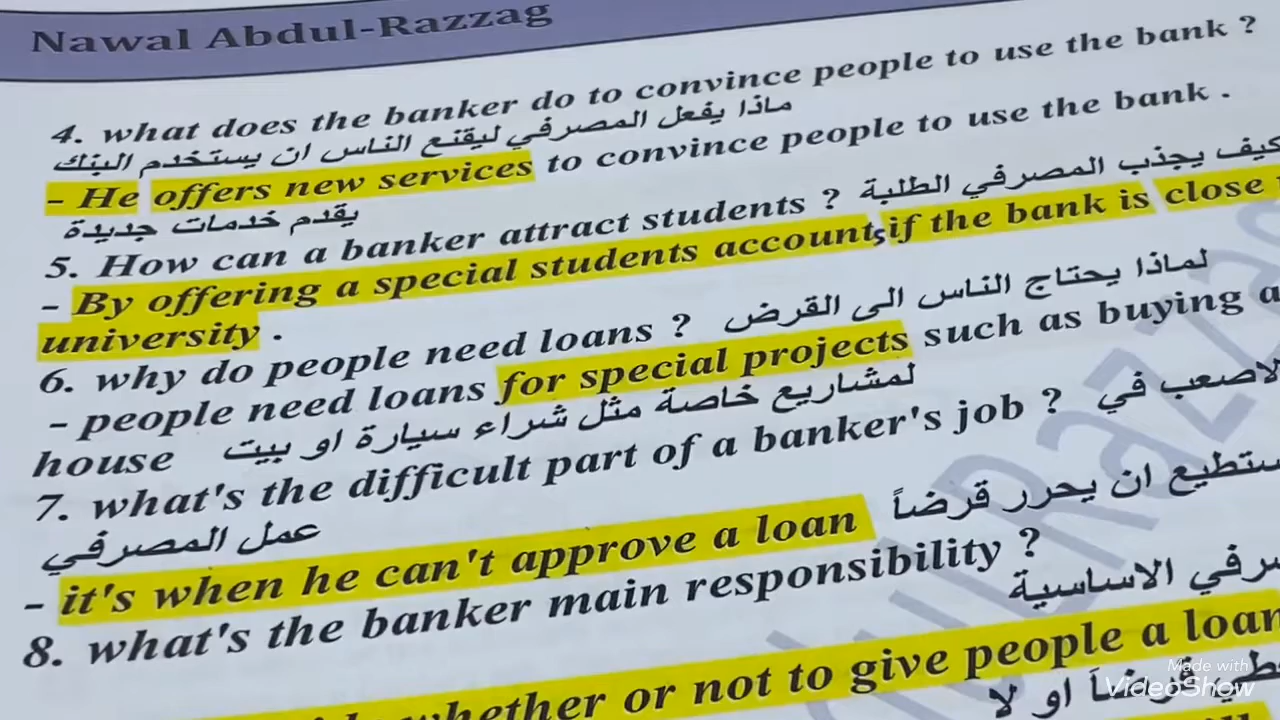 Nawal Abdul-Razzag
4. what does the banker do to convince people to use the bank ?
ماذا يفعل المصرفي ليقنع الناس ان يستخدم البنك
- He offers new services to convince people to use the bank .
يقدم خدمات جديدة
5. How can a banker attract students ? كيف يجذب المصرفي الطلبة
- By offering a special students account, if the bank is close
university .
6. why do people need loans ? لماذا يحتاج الناس الى القرض
- people need loans for special projects such as buying a
house لمشاريع خاصة مثل شراء سيارة او بيت
7. what's the difficult part of a banker's job ? الاصعب في
عمل المصرفي
- it's when he can't approve a loan ستطيع ان يحرر قرضاً
8. what's the banker main responsibility ?
الاساسية
whether or not to give people a loan
او لا
Made with
VideoShow